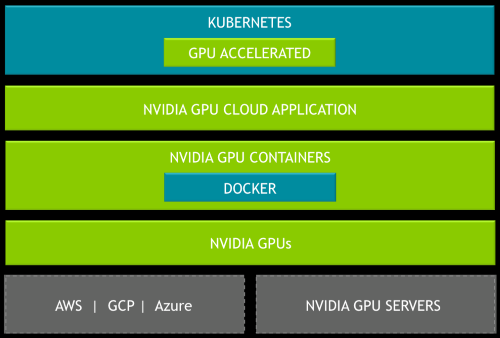 KUBERNETES
GPU ACCELERATED
NVIDIA GPU CLOUD APPLICATION
NVIDIA GPU CONTAINERS
DOCKER
NVIDIA GPUs
AWS | GCP | Azure
NVIDIA GPU SERVERS